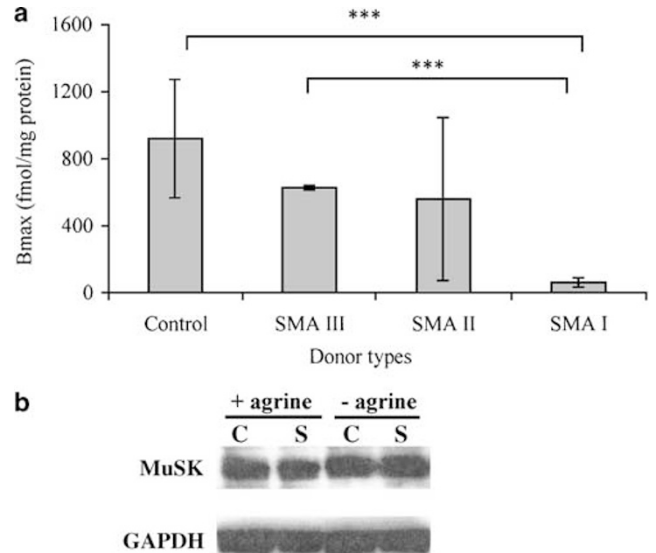 a
***
***
1600
1200
800
400
0
Bmax (fmol/mg protein)
Control SMA III SMA II SMA I
Donor types
b
+ agrine - agrine
C S C S
MuSK
GAPDH